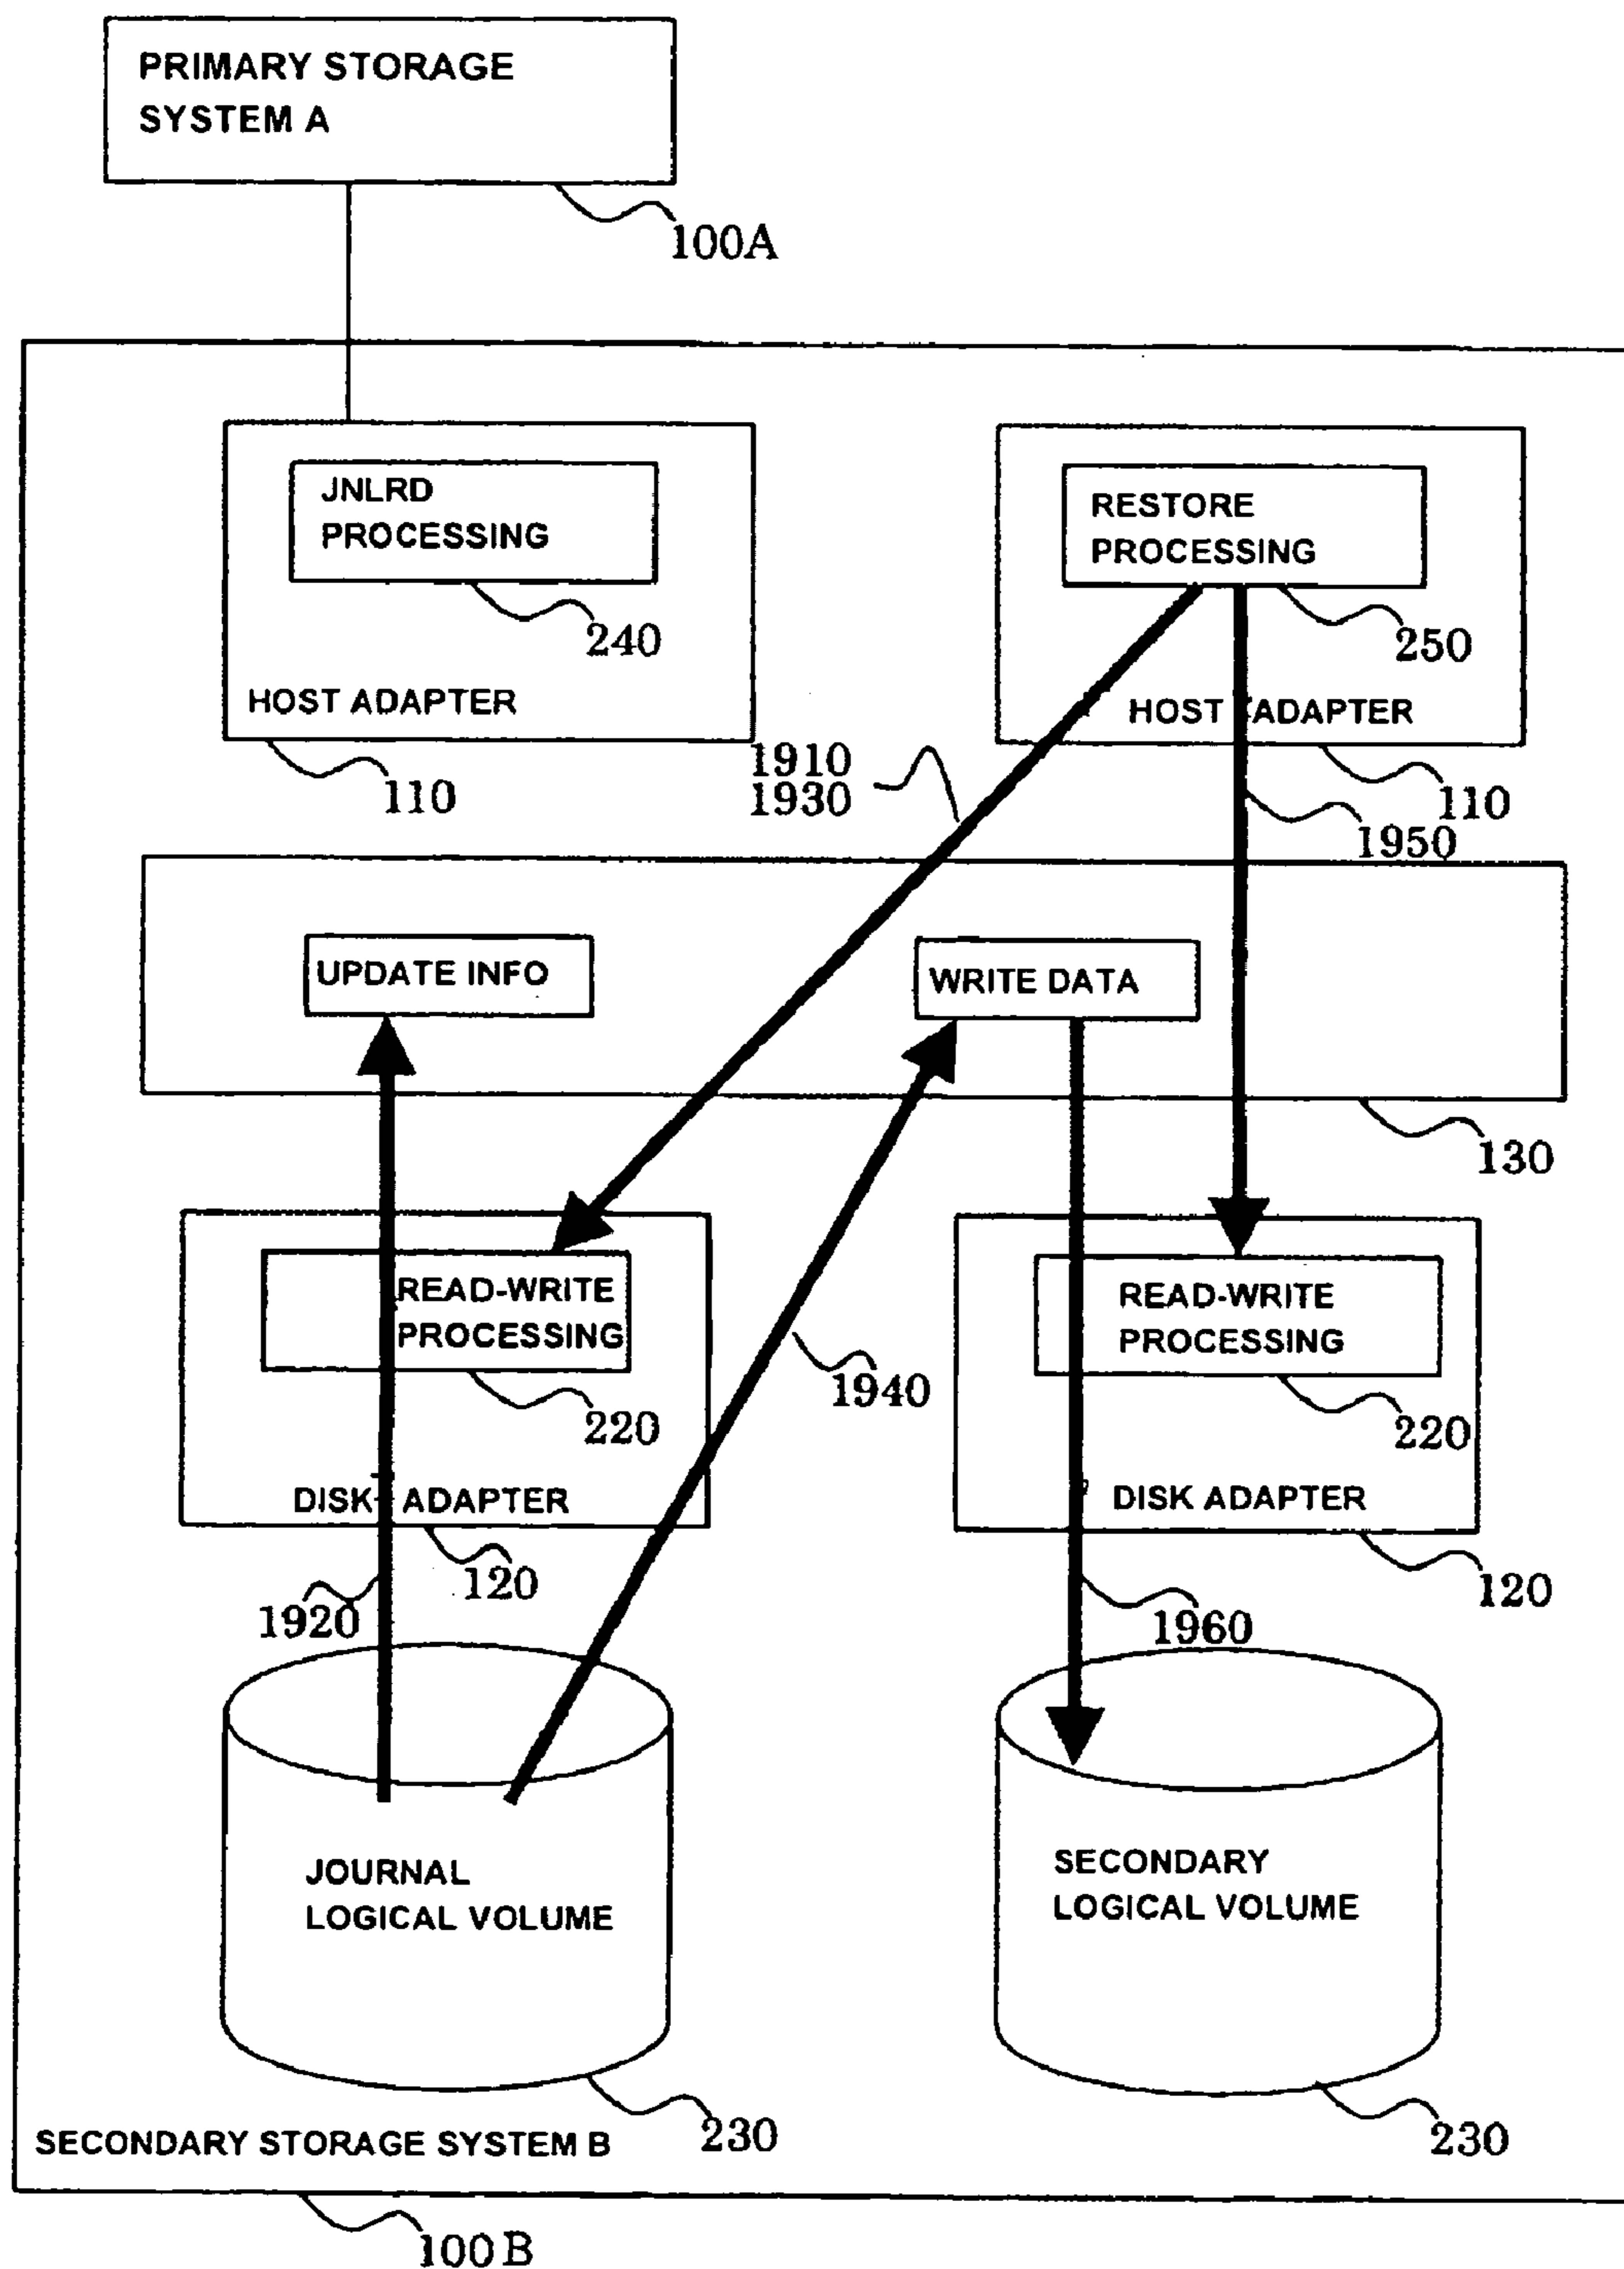 PRIMARY STORAGE
SYSTEM A
100A
JNLRD
PROCESSING
240
HOST ADAPTER
110
RESTORE
PROCESSING
250
HOST ADAPTER
110
1910
1930
1950
UPDATE INFO
WRITE DATA
130
READ-WRITE
PROCESSING
220
DISK ADAPTER
120
1940
READ-WRITE
PROCESSING
220
DISK ADAPTER
120
1920
1960
JOURNAL
LOGICAL VOLUME
230
SECONDARY
LOGICAL VOLUME
230
SECONDARY STORAGE SYSTEM B
100B